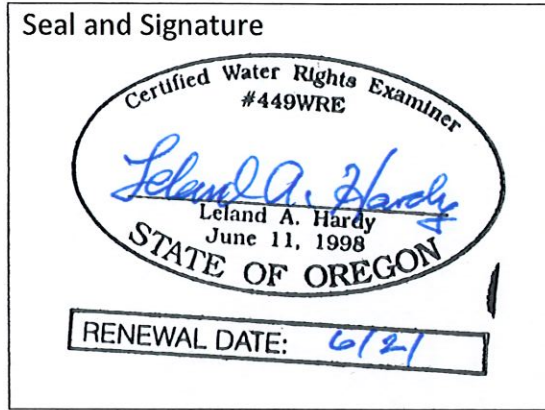 Seal and Signature
Certified Water Rights Examiner
#449WRE
Leland A. Hardy
Leland A. Hardy
June 11, 1998
STATE OF OREGON
RENEWAL DATE: 6/21